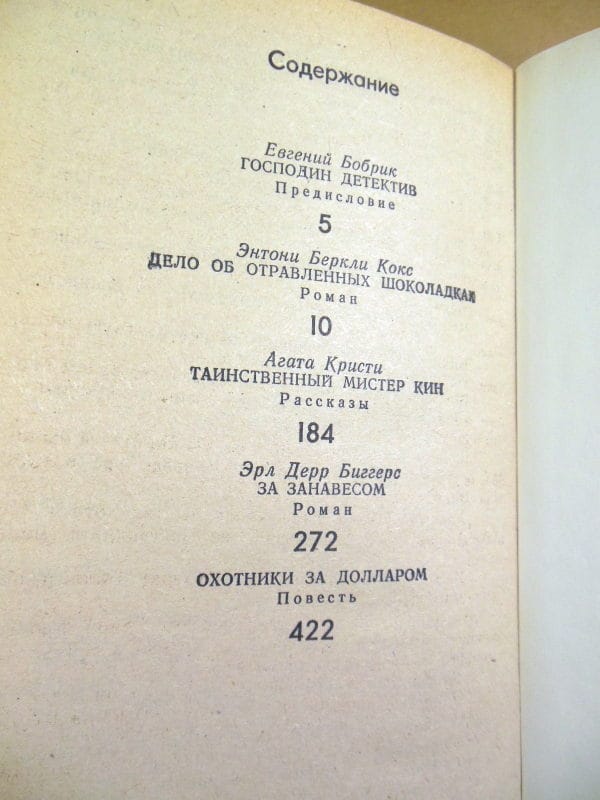 Содержание
Евгений Бобрик
ГОСПОДИН ДЕТЕКТИВ
Предисловие
5
Энтони Беркли Кокс
ДЕЛО ОБ ОТРАВЛЕННЫХ ШОКОЛАДКАХ
Роман
10
Агата Кристи
ТАИНСТВЕННЫЙ МИСТЕР КИН
Рассказы
184
Эрл Дерр Биггерс
ЗА ЗАНАВЕСОМ
Роман
272
ОХОТНИКИ ЗА ДОЛЛАРОМ
Повесть
422